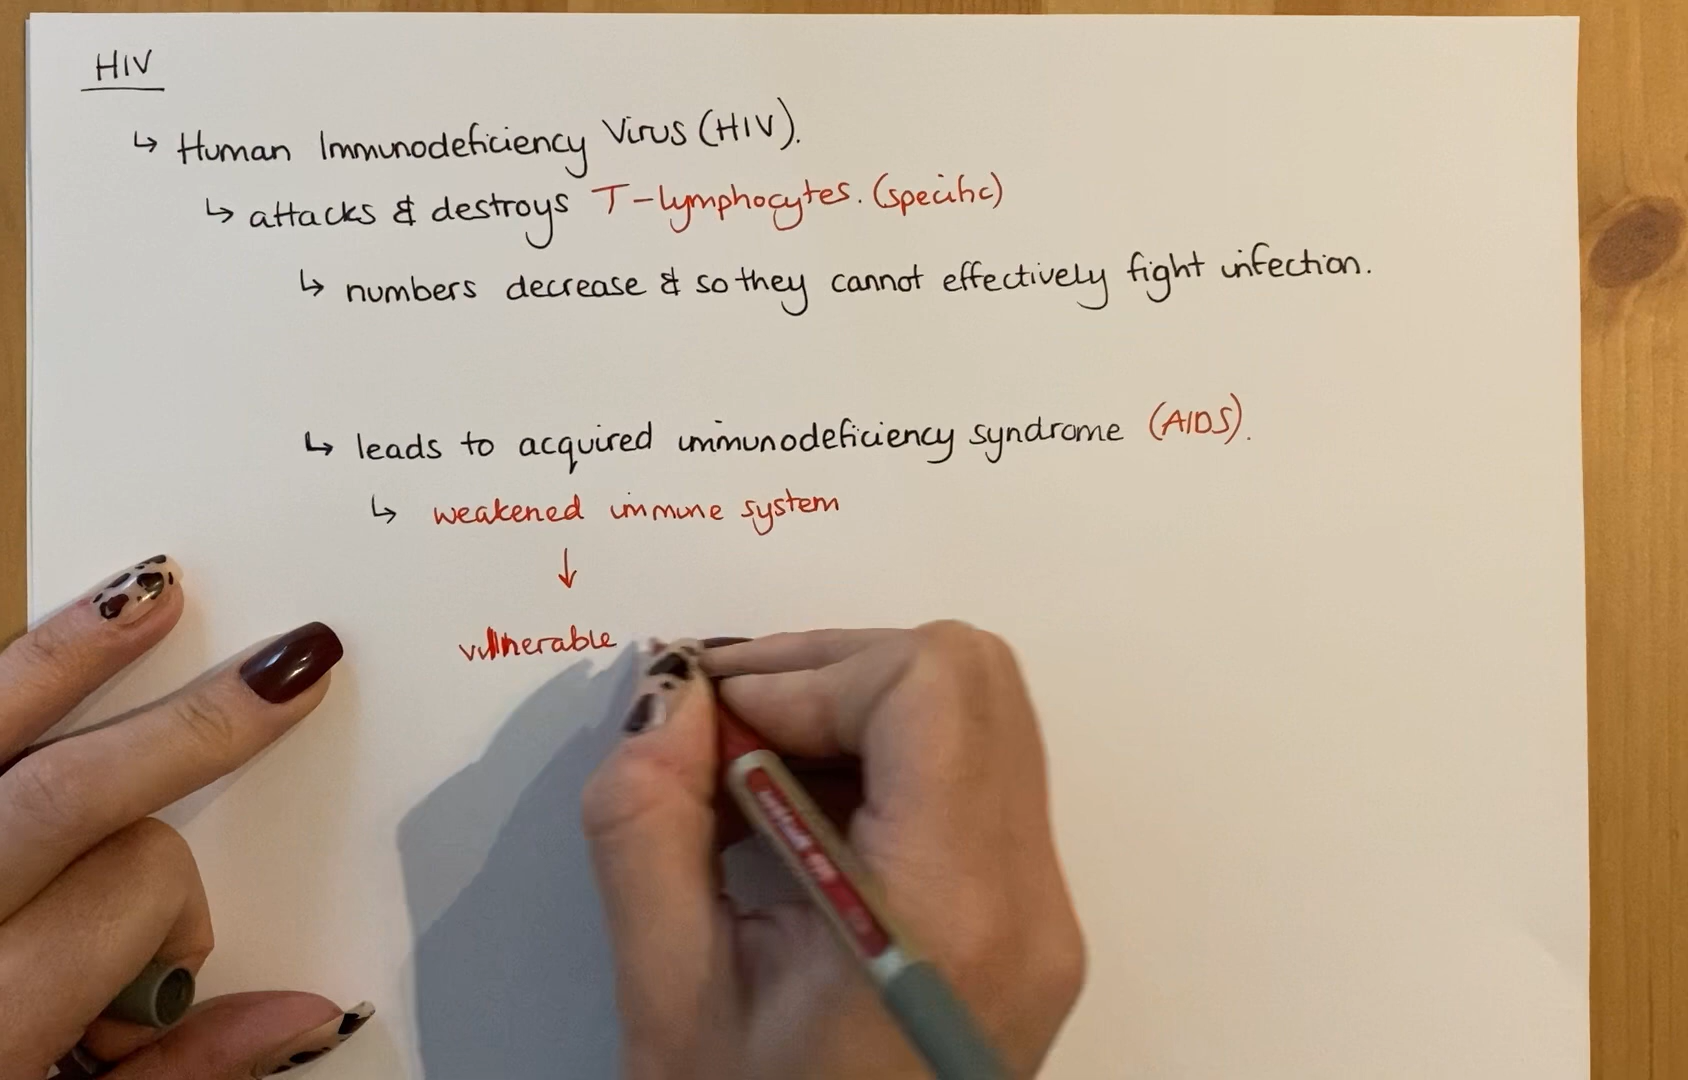 HIV
↳ Human Immunodeficiency Virus (HIV).
↳ attacks & destroys T-lymphocytes. (specific)
↳ numbers decrease & so they cannot effectively fight infection.
↳ leads to acquired immunodeficiency syndrome (AIDS).
↳ weakened immune system
↓
vulnerable